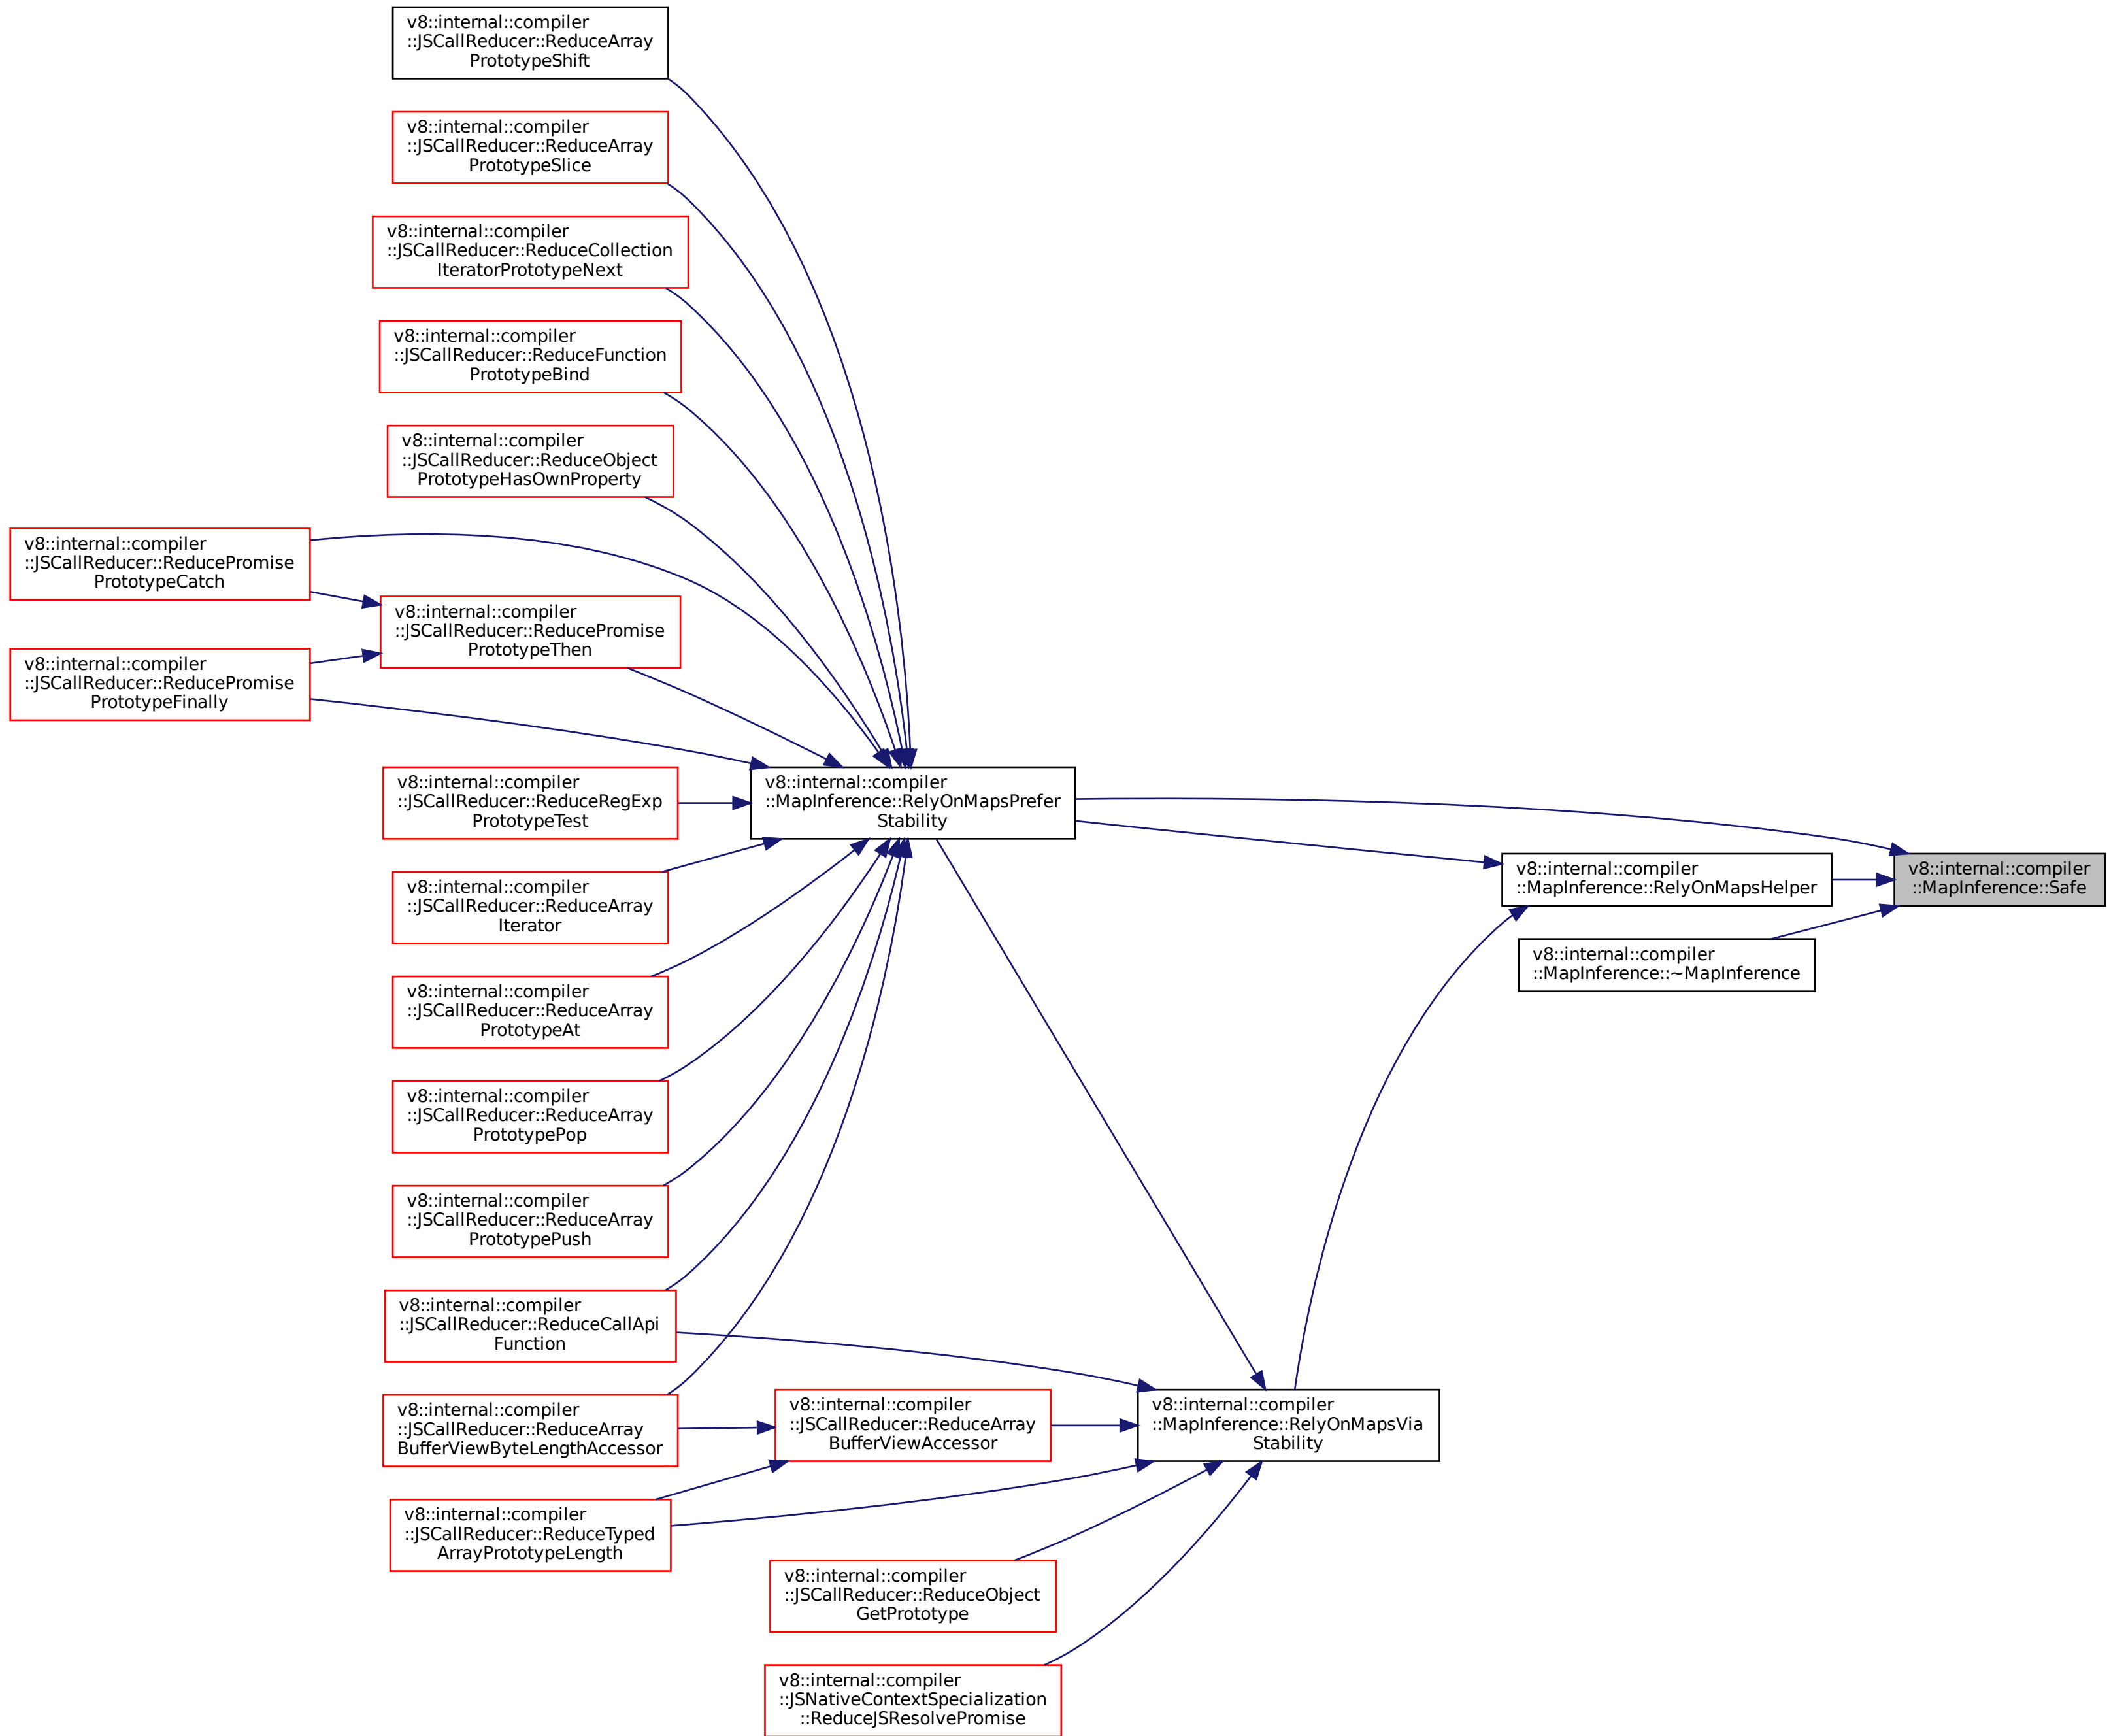 v8::internal::compiler
::JSCallReducer::ReduceArray
PrototypeShift
v8::internal::compiler
::JSCallReducer::ReduceArray
PrototypeSlice
v8::internal::compiler
::JSCallReducer::ReduceCollection
IteratorPrototypeNext
v8::internal::compiler
::JSCallReducer::ReduceFunction
PrototypeBind
v8::internal::compiler
::JSCallReducer::ReduceObject
PrototypeHasOwnProperty
v8::internal::compiler
::JSCallReducer::ReducePromise
PrototypeCatch
v8::internal::compiler
::JSCallReducer::ReducePromise
PrototypeThen
v8::internal::compiler
::JSCallReducer::ReducePromise
PrototypeFinally
v8::internal::compiler
::JSCallReducer::ReduceRegExp
PrototypeTest
v8::internal::compiler
::MapInference::RelyOnMapsPrefer
Stability
v8::internal::compiler
::MapInference::RelyOnMapsHelper
v8::internal::compiler
::MapInference::Safe
v8::internal::compiler
::JSCallReducer::ReduceArray
Iterator
v8::internal::compiler
::MapInference::~MapInference
v8::internal::compiler
::JSCallReducer::ReduceArray
PrototypeAt
v8::internal::compiler
::JSCallReducer::ReduceArray
PrototypePop
v8::internal::compiler
::JSCallReducer::ReduceArray
PrototypePush
v8::internal::compiler
::JSCallReducer::ReduceCallApi
Function
v8::internal::compiler
::JSCallReducer::ReduceArray
BufferViewByteLengthAccessor
v8::internal::compiler
::JSCallReducer::ReduceArray
BufferViewAccessor
v8::internal::compiler
::MapInference::RelyOnMapsVia
Stability
v8::internal::compiler
::JSCallReducer::ReduceTyped
ArrayPrototypeLength
v8::internal::compiler
::JSCallReducer::ReduceObject
GetPrototype
v8::internal::compiler
::JSNativeContextSpecialization
::ReduceJSResolvePromise